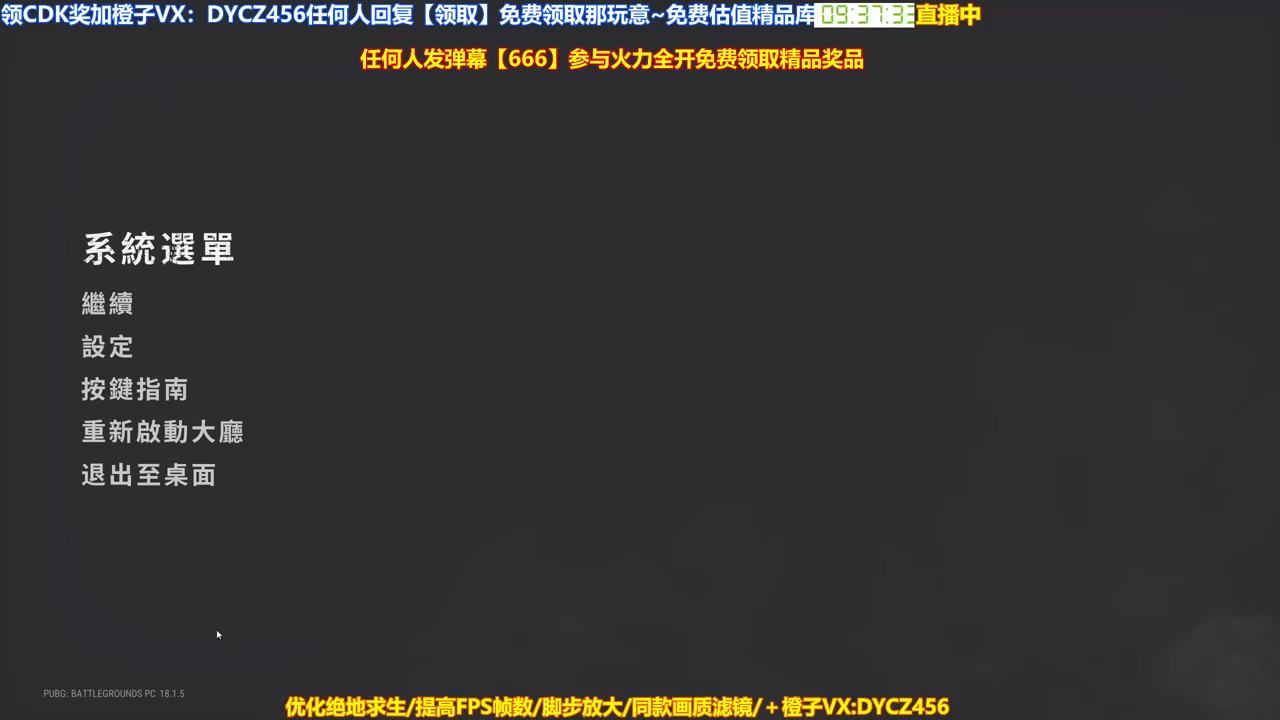 领CDK奖加橙子VX：DYCZ456任何人回复【领取】免费领取那玩意~免费估值精品库09:37:33直播中
任何人发弹幕【666】参与火力全开免费领取精品奖品
系統選單
繼續
設定
按鍵指南
重新啟動大廳
退出至桌面
PUBG: BATTLEGROUNDS PC 18.1.5
优化绝地求生/提高FPS帧数/脚步放大/同款画质滤镜/＋橙子VX:DYCZ456